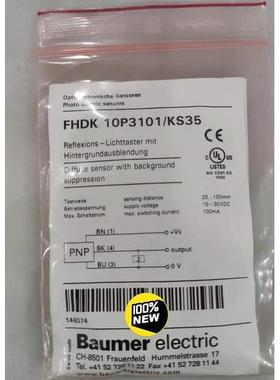 Photo electric sensors
FHDK 10P3101/KS35
Reflexions - Lichttaster mit
Hintergrundausblendung
Diffuse sensor with background
suppression
CE
UL
LISTED
Testweite sensing distance 20...100mm
Betriebsspannung supply voltage 10 - 30VDC
Max. Schaltstrom max. switching current 100mA
BN (1) +Vs
PNP BK (4) output
BU (3) 0 V
100%
NEW
Baumer electric
CH-8501 Frauenfeld Hummelstrasse 17